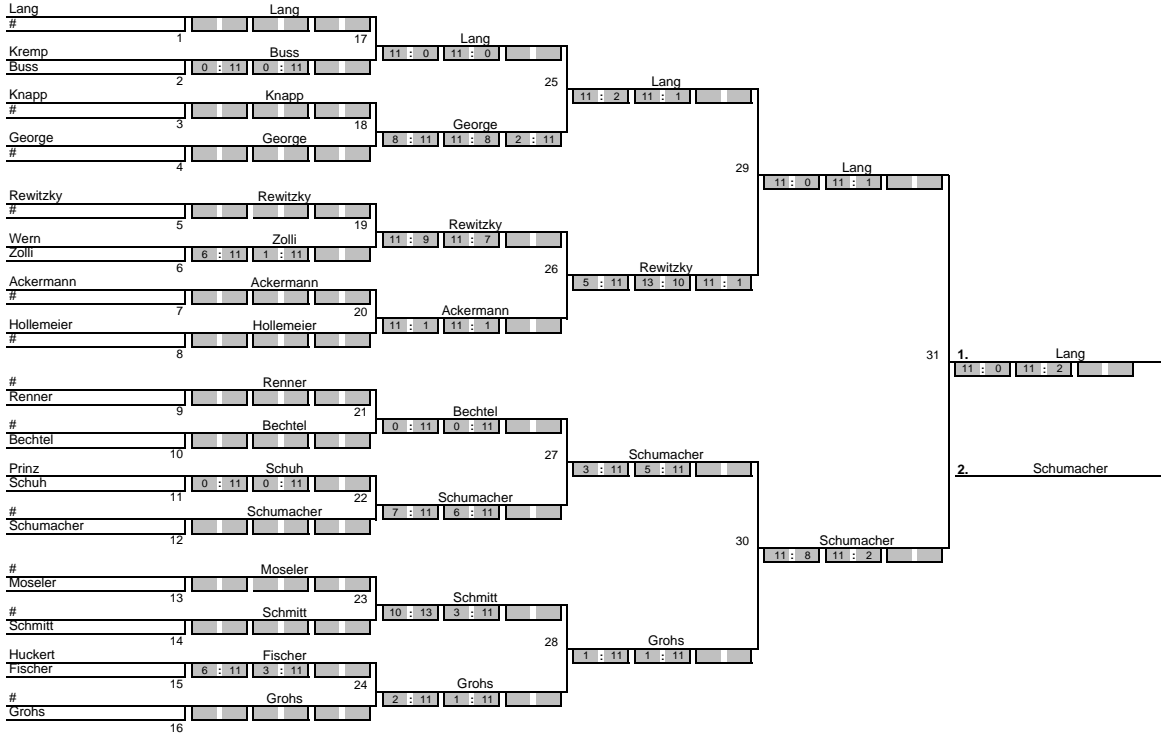 Lang Lang
#
1 17 Lang
Kremp Buss 11 : 0 11 : 0
Buss 0 : 11 0 : 11
2 25 Lang
Knapp Knapp 11 : 2 11 : 1
#
3 18 George
George George 8 : 11 11 : 8 2 : 11
#
4 29 Lang
11 : 0 11 : 1
Rewitzky Rewitzky
#
5 19 Rewitzky
Wern Zolli 11 : 9 11 : 7
Zolli 6 : 11 1 : 11
6 26 Rewitzky
Ackermann Ackermann 5 : 11 13 : 10 11 : 1
#
7 20 Ackermann
Hollemeier Hollemeier 11 : 1 11 : 1
#
8 31 1. Lang
11 : 0 11 : 2
# Renner
Renner
9 21 Bechtel
# Bechtel 0 : 11 0 : 11
Bechtel
10 27 Schumacher
Prinz Schuh 3 : 11 5 : 11 2. Schumacher
Schuh 0 : 11 0 : 11
11 22 Schumacher
# Schumacher 7 : 11 6 : 11
Schumacher
12 30 Schumacher
11 : 8 11 : 2
# Moseler
Moseler
13 23 Schmitt
# Schmitt 10 : 13 3 : 11
Schmitt
14 28 Grohs
Huckert Fischer 1 : 11 1 : 11
Fischer 6 : 11 3 : 11
15 24 Grohs
# Grohs 2 : 11 1 : 11
Grohs
16